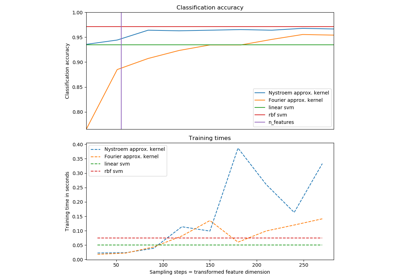 Classification accuracy
1.00
0.95
0.90
0.85
0.80
Classification accuracy
Nystroem approx. kernel
Fourier approx. kernel
linear svm
rbf svm
n_features
Training times
0.40
0.35
0.30
0.25
0.20
0.15
0.10
0.05
0.00
Training time in seconds
Nystroem approx. kernel
Fourier approx. kernel
linear svm
rbf svm
50 100 150 200 250
Sampling steps = transformed feature dimension